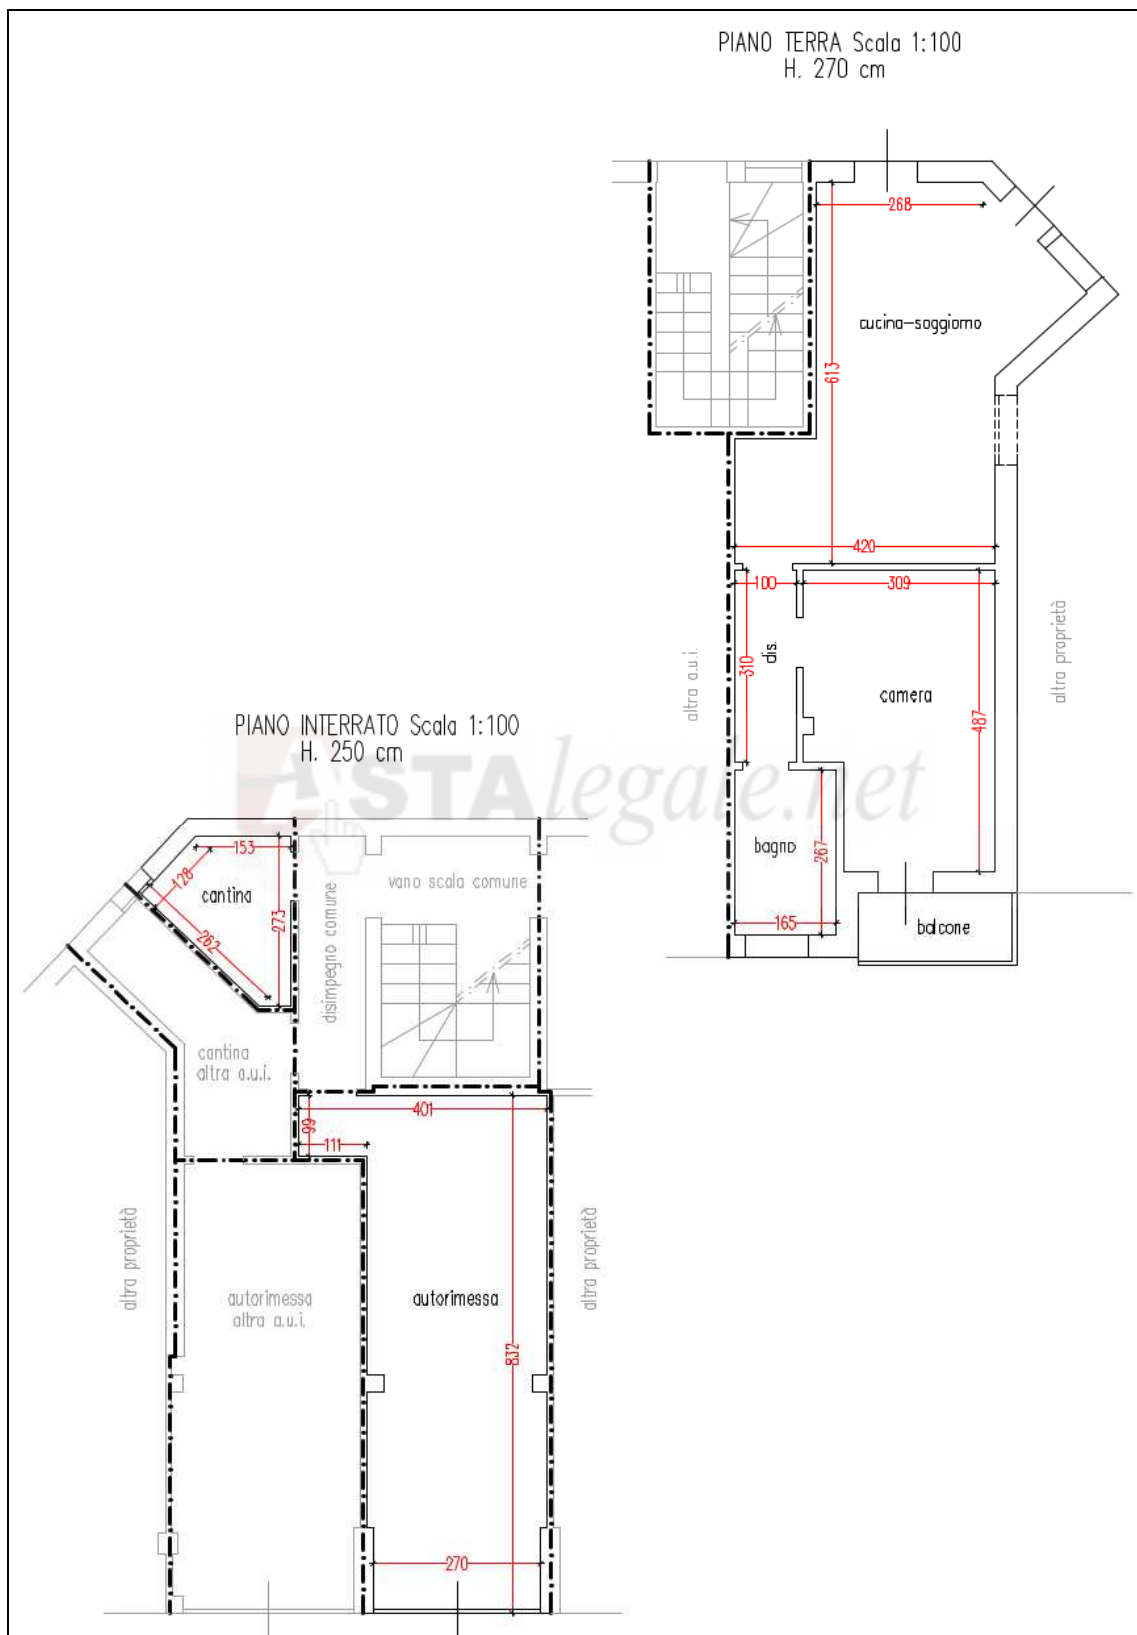 PIANO TERRA Scala 1:100
H. 270 cm
268
cucina-soggiorno
613
420
100
309
310
dis.
altra a.u.i.
camera
487
altra proprietà
bagno
267
165
balcone
PIANO INTERRATO Scala 1:100
H. 250 cm
ASTAlegale.net
153
128
cantina
273
262
disimpegno comune
vano scala comune
cantina
altra a.u.i.
401
99
111
altra proprietà
autorimessa
altra a.u.i.
autorimessa
832
altra proprietà
270